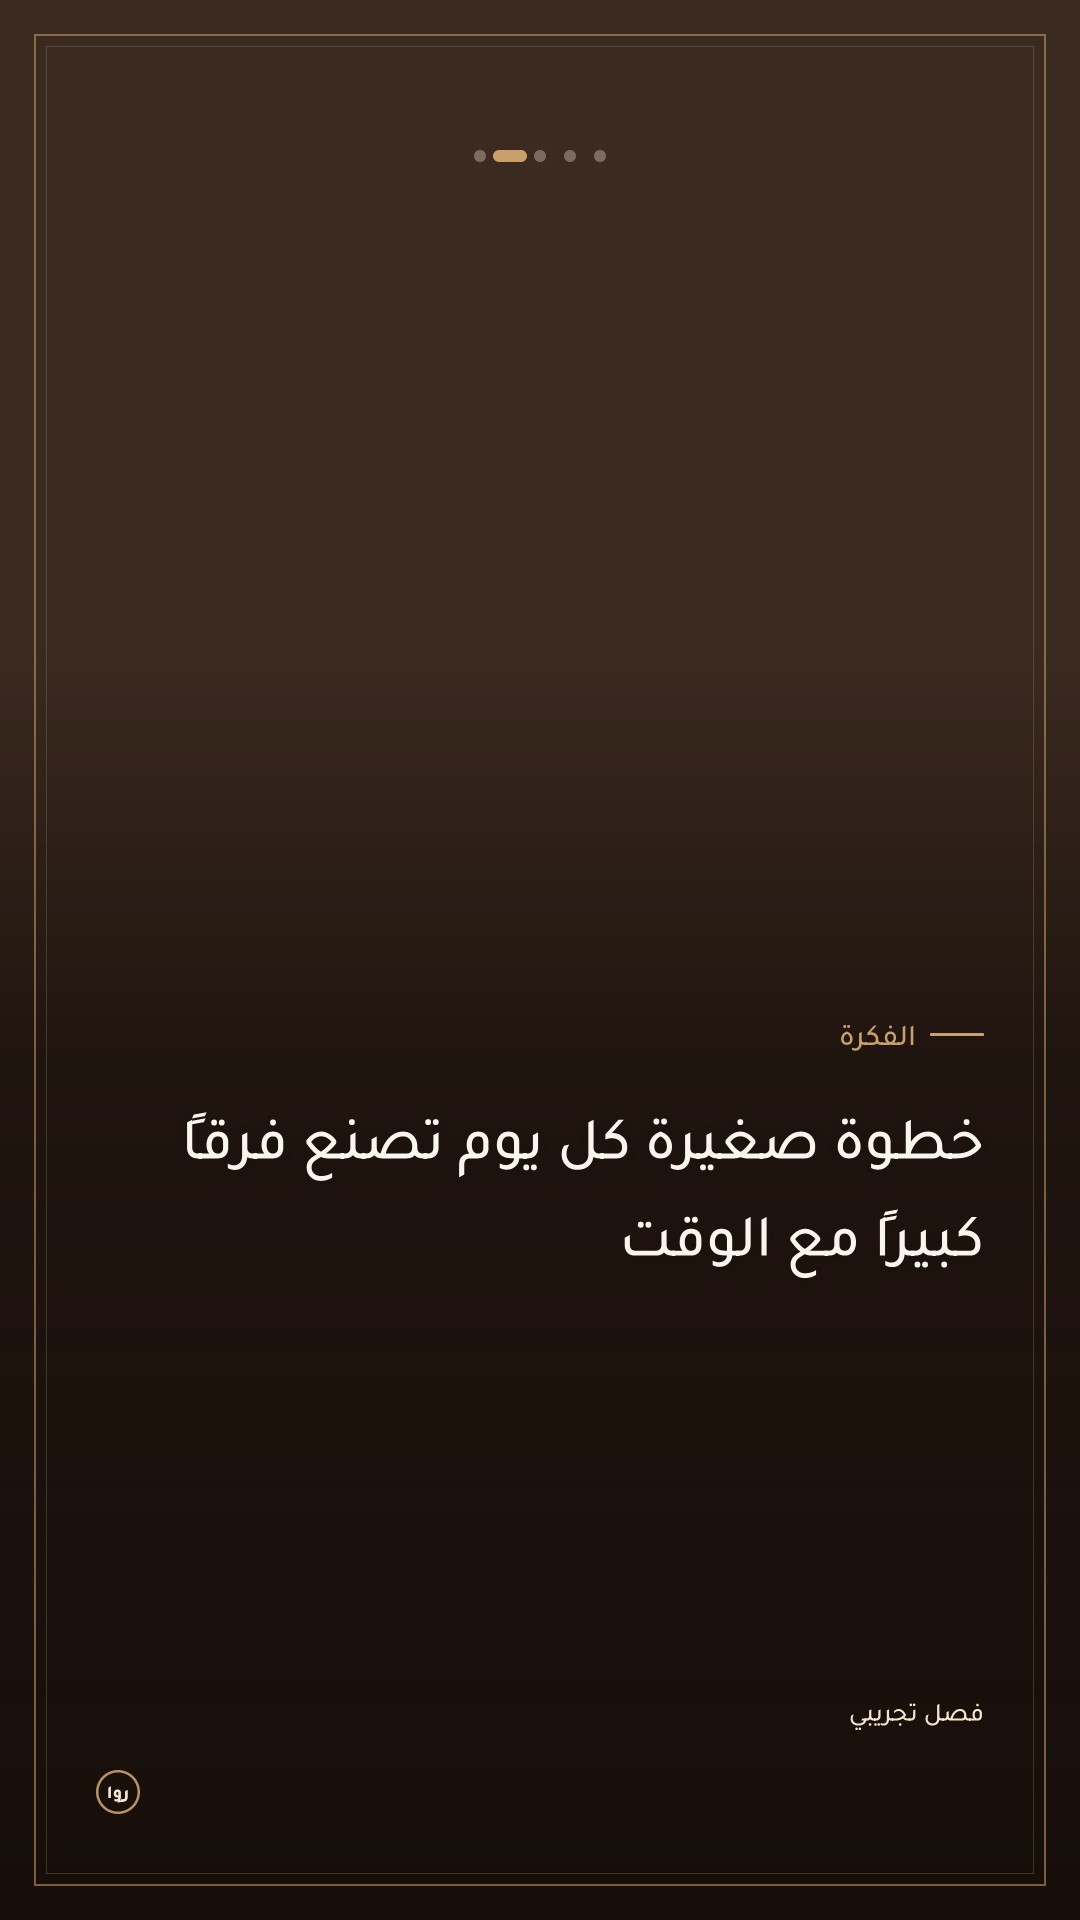 الفكرة
خطوة صغيرة كل يوم تصنع فرقاً
كبيراً مع الوقت
فصل تجريبي
روا